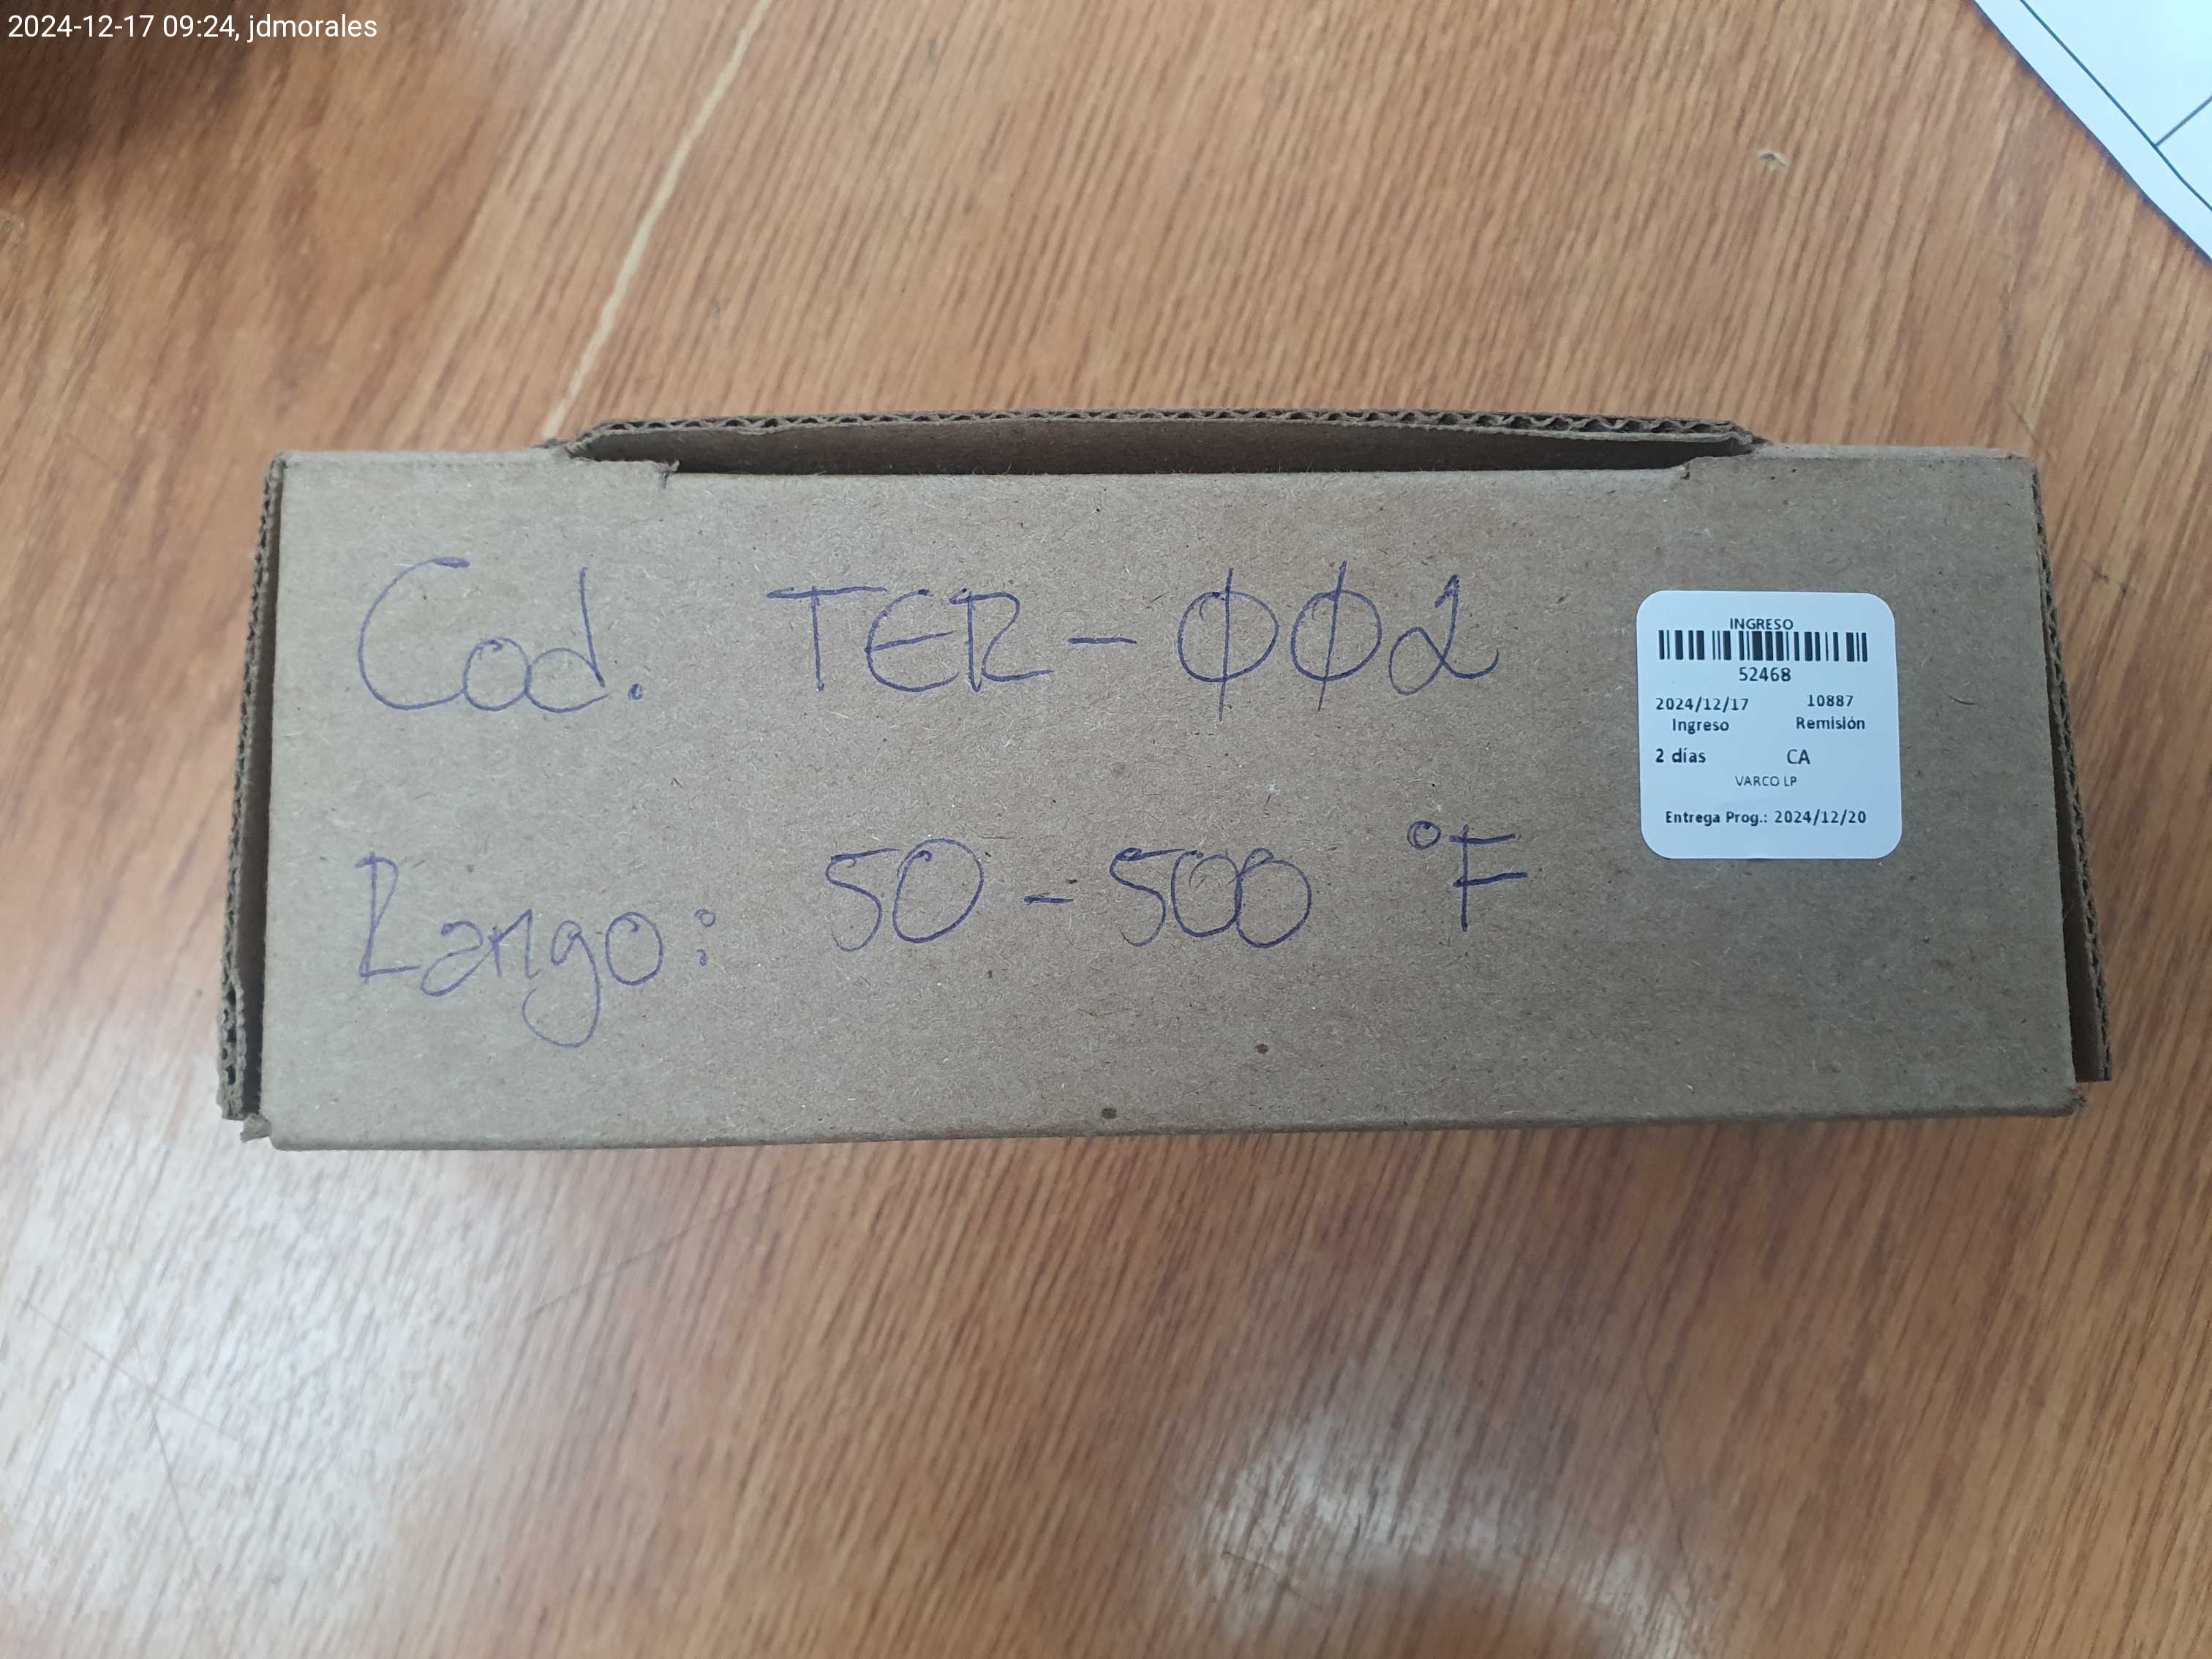 2024-12-17 09:24, jdmorales
Cod. TER-002
Rango: 50-500 °F
INGRESO
52468
2024/12/17 10887
Ingreso Remisión
2 días CA
VARCO LP
Entrega Prog.: 2024/12/20